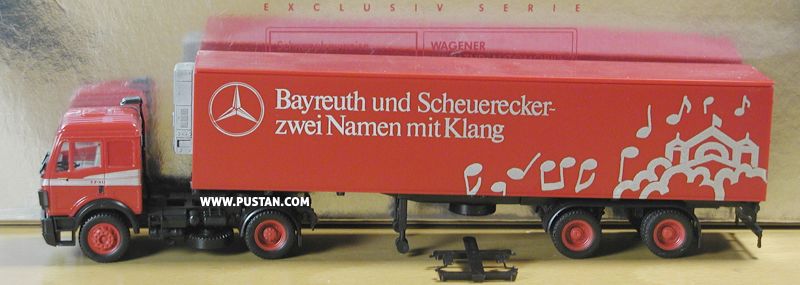 EXCLUSIV SERIE
WAGENER
Bayreuth und Scheuerecker-
zwei Namen mit Klang
WWW.PUSTAN.COM